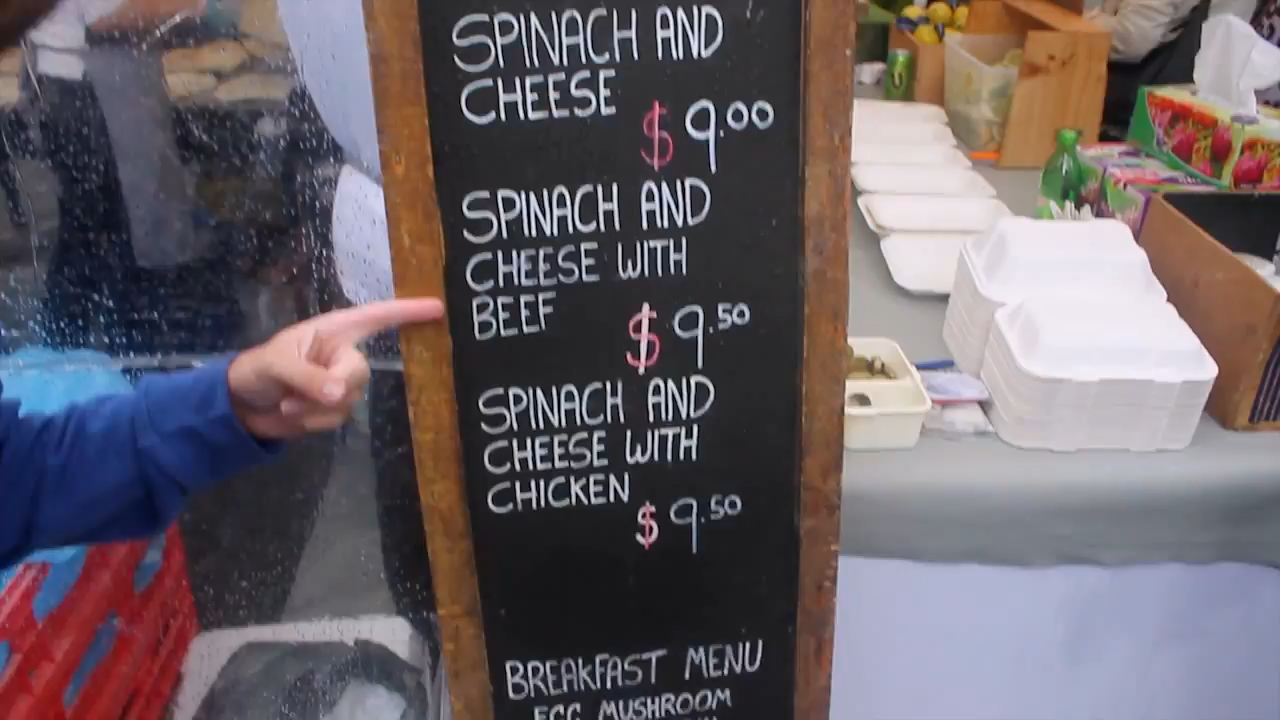 SPINACH AND
CHEESE
$ 9.00
SPINACH AND
CHEESE WITH
BEEF
$ 9.50
SPINACH AND
CHEESE WITH
CHICKEN
$ 9.50
BREAKFAST MENU
EGG MUSHROOM